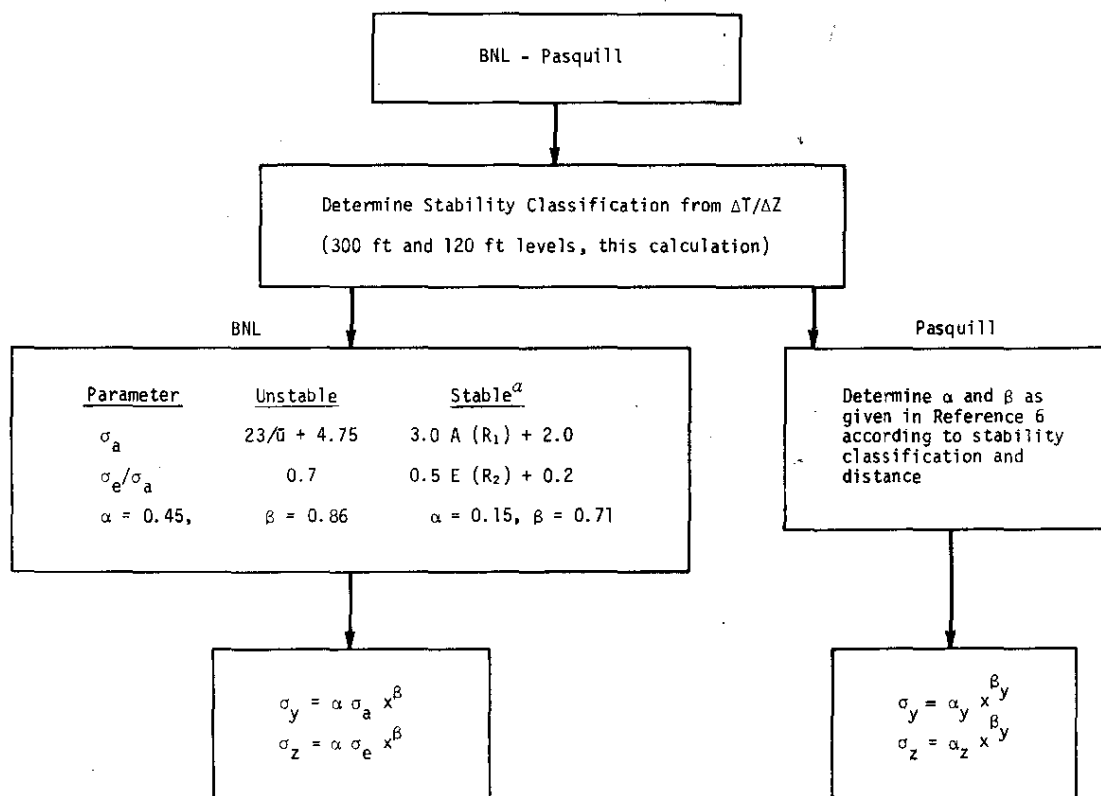 BNL - Pasquill
Determine Stability Classification from ΔT/ΔZ
(300 ft and 120 ft levels, this calculation)
BNL
Parameter Unstable Stable^a
σ_a 23/ū + 4.75 3.0 A (R₁) + 2.0
σ_e/σ_a 0.7 0.5 E (R₂) + 0.2
α = 0.45, β = 0.86 α = 0.15, β = 0.71
Pasquill
Determine α and β as
given in Reference 6
according to stability
classification and
distance
σ_y = α σ_a x^β
σ_z = α σ_e x^β
σ_y = α_y x^β_y
σ_z = α_z x^β_y